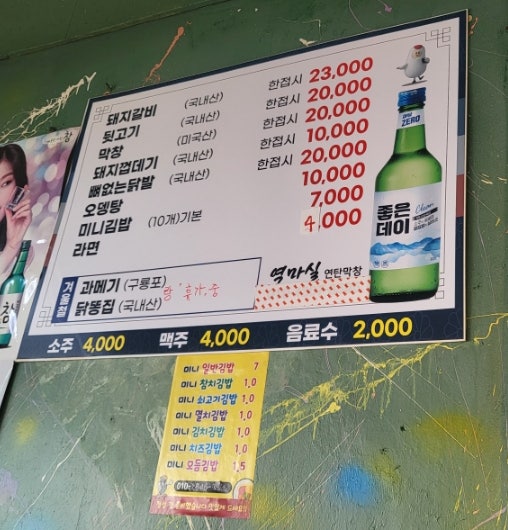 돼지갈비 (국내산) 한접시 23,000
뒷고기 (국내산) 한접시 20,000
막창 (미국산) 한접시 20,000
돼지껍데기 (국내산) 한접시 10,000
뼈없는닭발 (국내산) 한접시 20,000
오뎅탕 10,000
미니김밥 (10개)기본 7,000
라면 4,000
겨울철
과메기 (구룡포)
닭똥집 (국내산)
역마실 연탄막창
ZERO
Clean
좋은
데이
소주 4,000 맥주 4,000 음료수 2,000
창
미니 일반김밥 7
미니 참치김밥 1.0
미니 쇠고기김밥 1.0
미니 멸치김밥 1.0
미니 김치김밥 1.0
미니 치즈김밥 1.0
미니 모듬김밥 1.5